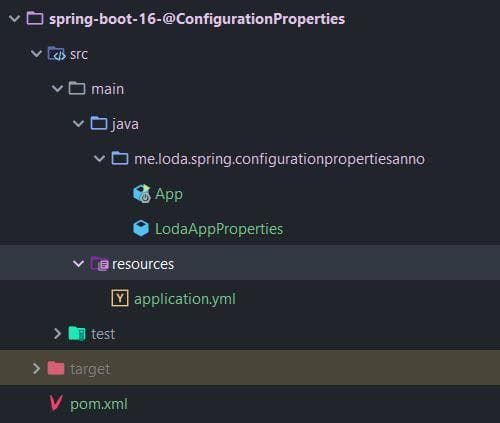 spring-boot-16-@ConfigurationProperties
src
main
java
me.loda.spring.configurationpropertiesanno
App
LodaAppProperties
resources
Y application.yml
test
target
pom.xml